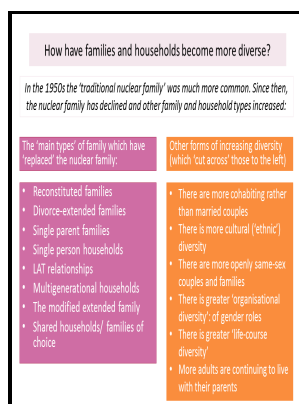 How have families and households become more diverse?
In the 1950s the 'traditional nuclear family' was much more common. Since then,
the nuclear family has declined and other family and household types increased:
The 'main types' of family which have
'replaced' the nuclear family:
• Reconstituted families
• Divorce-extended families
• Single parent families
• Single person households
• LAT relationships
• Multigenerational households
• The modified extended family
• Shared households/ families of
choice
Other forms of increasing diversity
(which 'cut across' those to the left)
• There are more cohabiting rather
than married couples
• There is more cultural ('ethnic')
diversity
• There are more openly same-sex
couples and families
• There is greater 'organisational
diversity': of gender roles
• There is greater 'life-course
diversity'
• More adults are continuing to live
with their parents